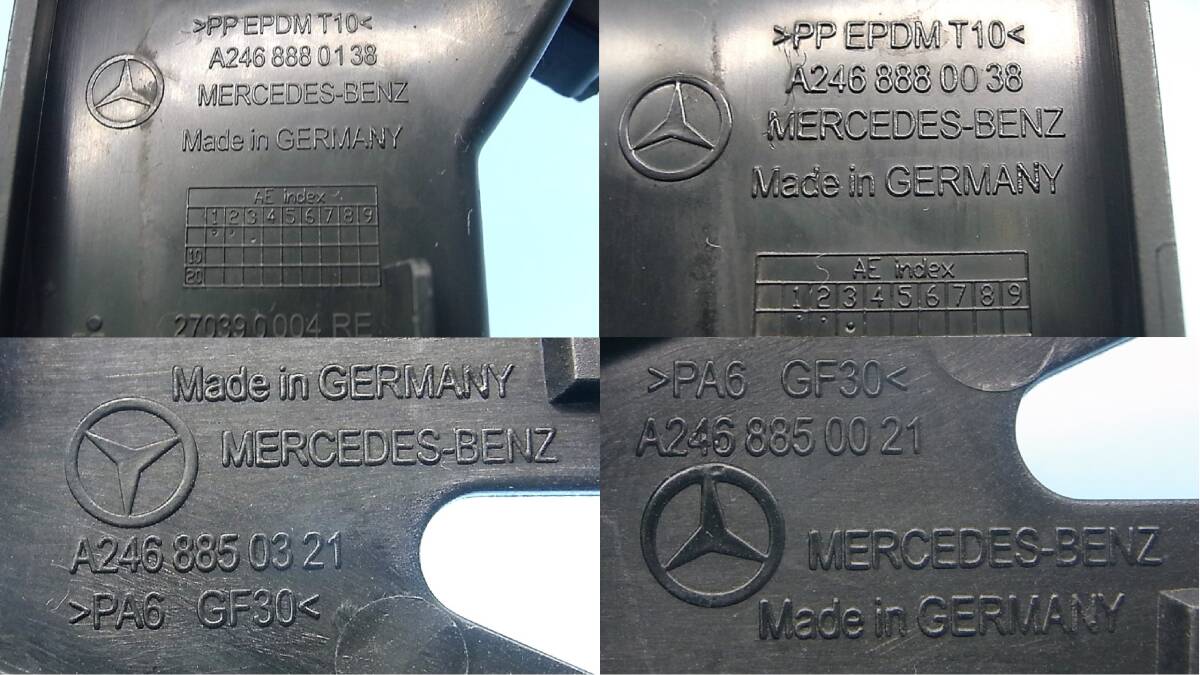 >PP EPDM T10<
A246 888 01 38
MERCEDES-BENZ
Made in GERMANY
AE index
1 2 3 4 5 6 7 8 9
10
20
270390004 RE
>PP EPDM T10<
A246 888 00 38
MERCEDES-BENZ
Made in GERMANY
AE index
1 2 3 4 5 6 7 8 9
Made in GERMANY
MERCEDES-BENZ
A246 885 03 21
>PA6 GF30<
>PA6 GF30<
A246 885 00 21
MERCEDES-BENZ
Made in GERMANY